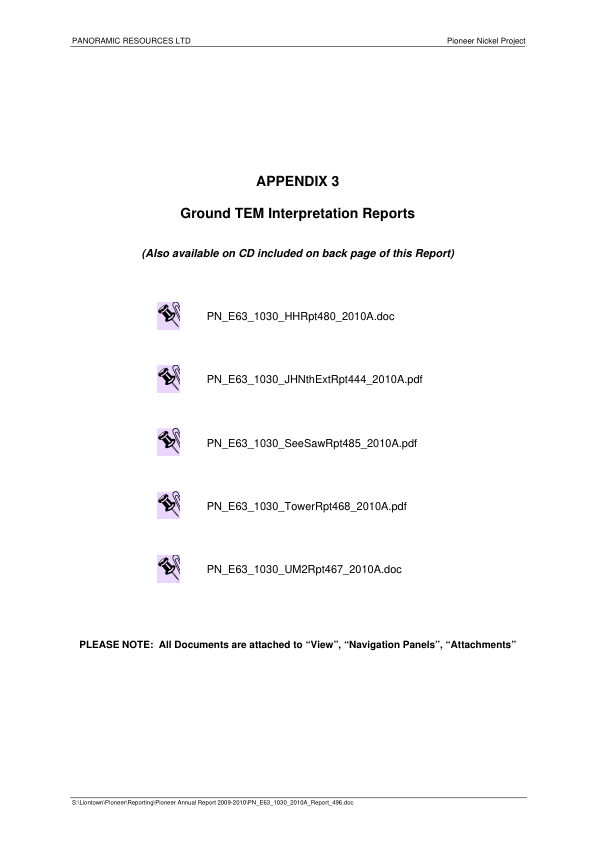 PANORAMIC RESOURCES LTD Pioneer Nickel Project
APPENDIX 3
Ground TEM Interpretation Reports
(Also available on CD included on back page of this Report)
PN_E63_1030_HHRpt480_2010A.doc
PN_E63_1030_JHNthExtRpt444_2010A.pdf
PN_E63_1030_SeeSawRpt485_2010A.pdf
PN_E63_1030_TowerRpt468_2010A.pdf
PN_E63_1030_UM2Rpt467_2010A.doc
PLEASE NOTE:  All Documents are attached to “View”, “Navigation Panels”, “Attachments”
S:\Liontown\Pioneer\Reporting\Pioneer Annual Report 2009-2010\PN_E63_1030_2010A_Report_496.doc